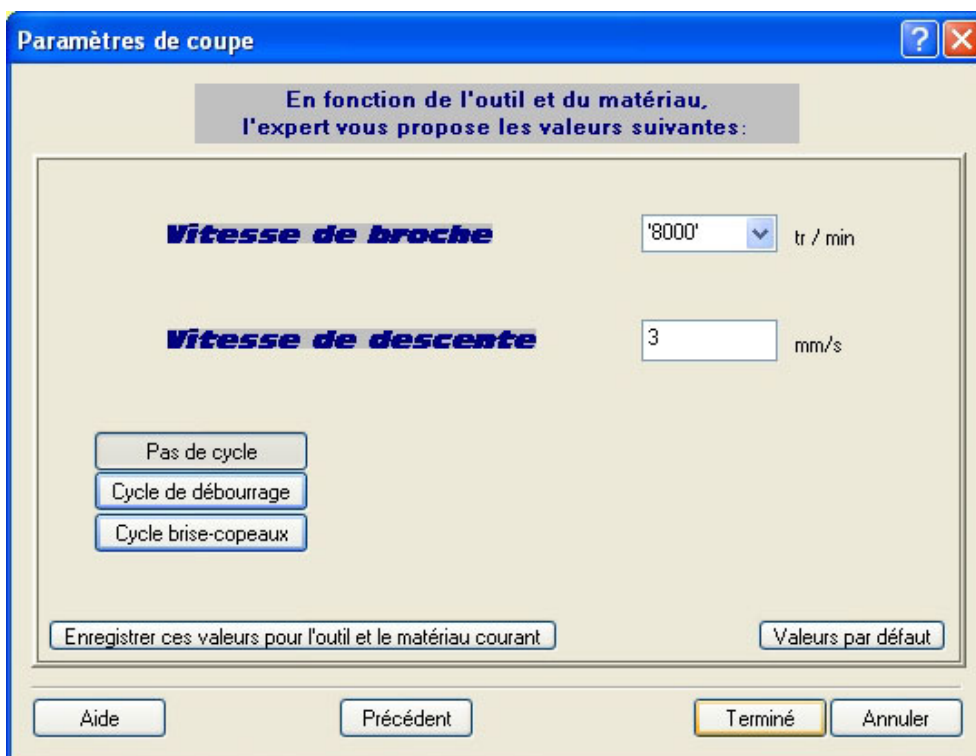 Paramètres de coupe
En fonction de l'outil et du matériau,
l'expert vous propose les valeurs suivantes:
Vitesse de broche '8000' tr / min
Vitesse de descente 3 mm/s
Pas de cycle
Cycle de débourrage
Cycle brise-copeaux
Enregistrer ces valeurs pour l'outil et le matériau courant Valeurs par défaut
Aide Précédent Terminé Annuler